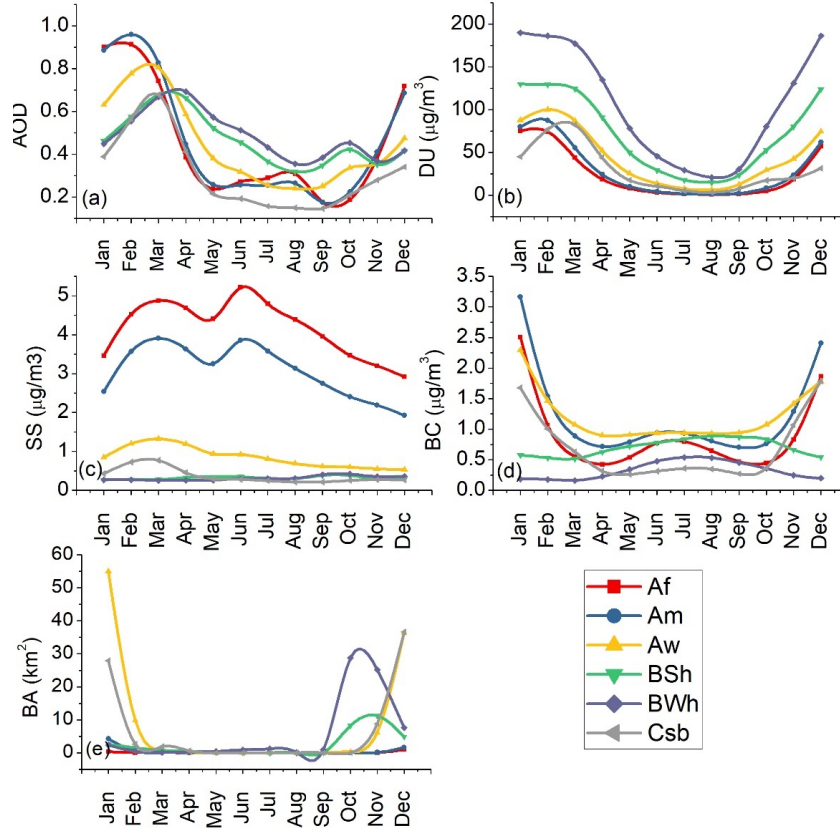 1.0
0.8
0.6
0.4
0.2
AOD
(a)
Jan
Feb
Mar
Apr
May
Jun
Jul
Aug
Sep
Oct
Nov
Dec
200
150
100
50
0
DU (µg/m³)
(b)
Jan
Feb
Mar
Apr
May
Jun
Jul
Aug
Sep
Oct
Nov
Dec
5
4
3
2
1
0
SS (µg/m3)
(c)
Jan
Feb
Mar
Apr
May
Jun
Jul
Aug
Sep
Oct
Nov
Dec
3.5
3.0
2.5
2.0
1.5
1.0
0.5
0.0
BC (µg/m³)
(d)
Jan
Feb
Mar
Apr
May
Jun
Jul
Aug
Sep
Oct
Nov
Dec
60
50
40
30
20
10
0
BA (km²)
(e)
Jan
Feb
Mar
Apr
May
Jun
Jul
Aug
Sep
Oct
Nov
Dec
Af
Am
Aw
BSh
BWh
Csb